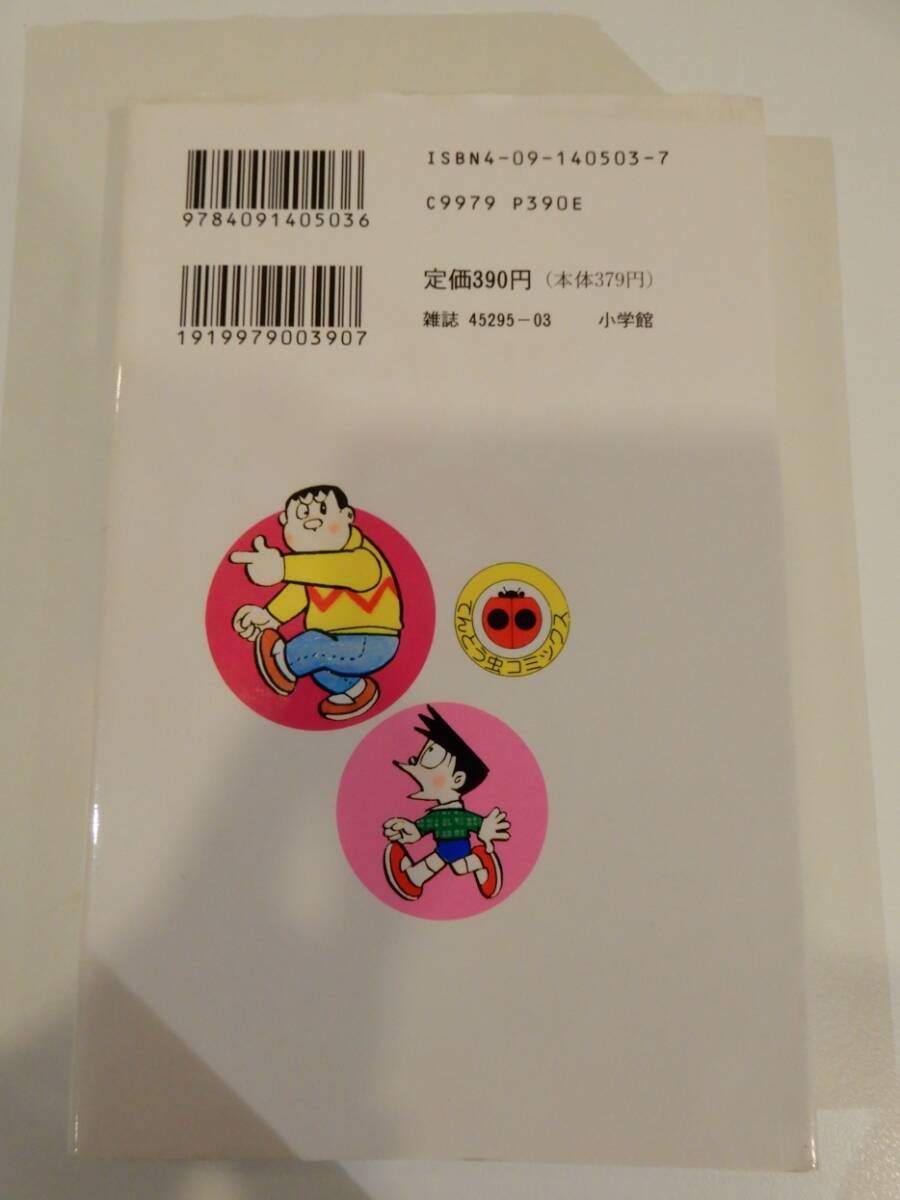 ISBN4-09-140503-7
9784091405036
C9979 P390E
定価390円（本体379円）
1919979003907
雑誌 45295-03 小学館
てんとう虫コミックス